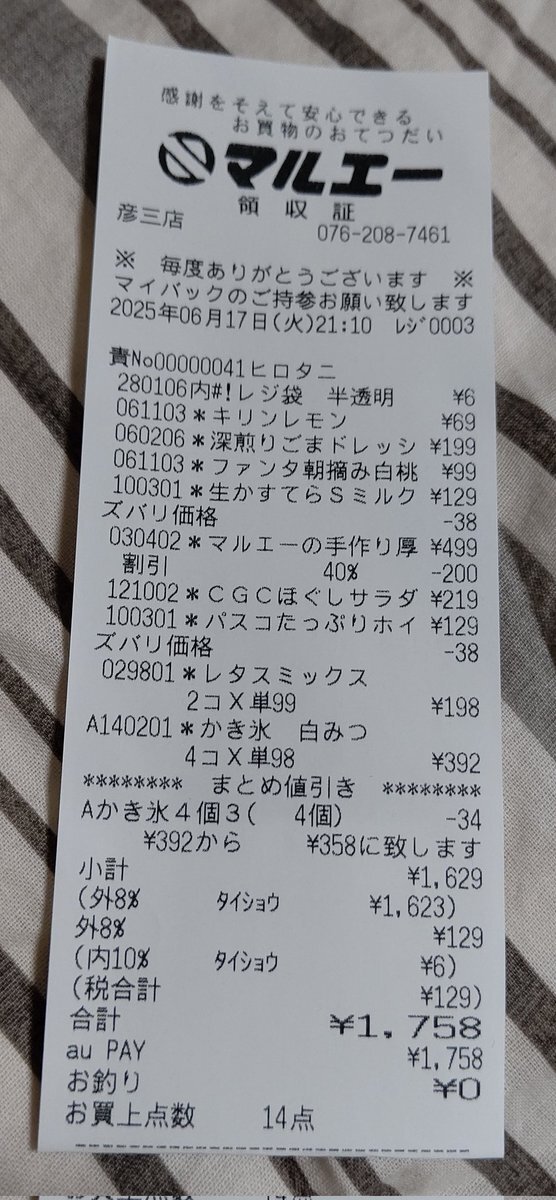 感謝をそえて安心できる
お買物のおてつだい
マルエー
領収証
彦三店 076-208-7461
※ 毎度ありがとうございます ※
マイバックのご持参お願い致します
2025年06月17日(火)21:10 ﾚｼﾞ0003
責No00000041ヒロタニ
280106内#!レジ袋 半透明 ¥6
061103*キリンレモン ¥69
060206*深煎りごまドレッシ ¥199
061103*ファンタ朝摘み白桃 ¥99
100301*生かすてらSミルク ¥129
ズバリ価格 -38
030402*マルエーの手作り厚 ¥499
割引 40% -200
121002*CGCほぐしサラダ ¥219
100301*パスコたっぷりホイ ¥129
ズバリ価格 -38
029801*レタスミックス
2コX単99 ¥198
A140201*かき氷 白みつ
4コX単98 ¥392
******** まとめ値引き ********
Aかき氷4個3( 4個) -34
¥392から ¥358に致します
小計 ¥1,629
(外8% ﾀｲｼｮｳ ¥1,623)
外8% ¥129
(内10% ﾀｲｼｮｳ ¥6)
(税合計 ¥129)
合計 ¥1,758
au PAY ¥1,758
お釣り ¥0
お買上点数 14点